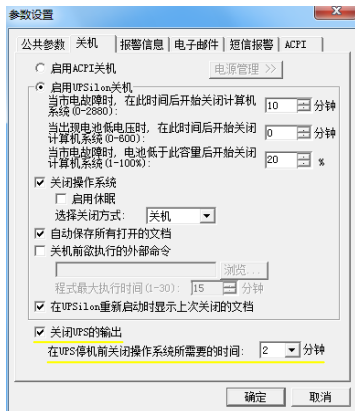 参数设置
公共参数 关机 报警信息 电子邮件 短信报警 ACPI
启用ACPI关机 电源管理 >>
启用UPSilon关机
当市电故障时，在此时间后开始关闭计算机
系统(0-2880): 10 分钟
当出现电池低电压时，在此时间后开始关闭计
算机系统(0-600): 0 分钟
当市电故障时，电池低于此容量后开始关闭
计算机系统(1-100%): 20 %
关闭操作系统
启用休眠
选择关闭方式: 关机
自动保存所有打开的文档
关机前欲执行的外部命令
浏览...
程式最大执行时间(1-30): 15 分钟
在UPSilon重新启动时显示上次关闭的文档
关闭UPS的输出
在UPS停机前关闭操作系统所需要的时间: 2 分钟
确定 取消